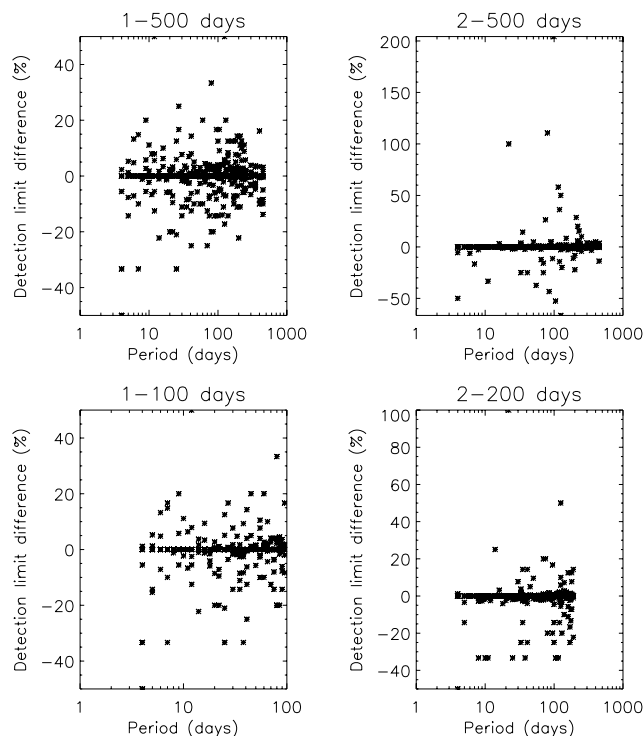 1−500 days
Detection limit difference (%)
40
20
0
−20
−40
1 10 100 1000
Period (days)
2−500 days
Detection limit difference (%)
200
150
100
50
0
−50
1 10 100 1000
Period (days)
1−100 days
Detection limit difference (%)
40
20
0
−20
−40
1 10 100
Period (days)
2−200 days
Detection limit difference (%)
100
80
60
40
20
0
−20
−40
1 10 100 1000
Period (days)